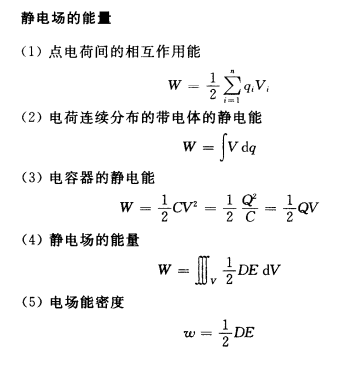 静电场的能量
(1) 点电荷间的相互作用能
W = \frac{1}{2}\sum_{i=1}^{n} q_i V_i
(2) 电荷连续分布的带电体的静电能
W = \int V dq
(3) 电容器的静电能
W = \frac{1}{2}CV^2 = \frac{1}{2}\frac{Q^2}{C} = \frac{1}{2}QV
(4) 静电场的能量
W = \iiint_V \frac{1}{2}DE dV
(5) 电场能密度
w = \frac{1}{2}DE